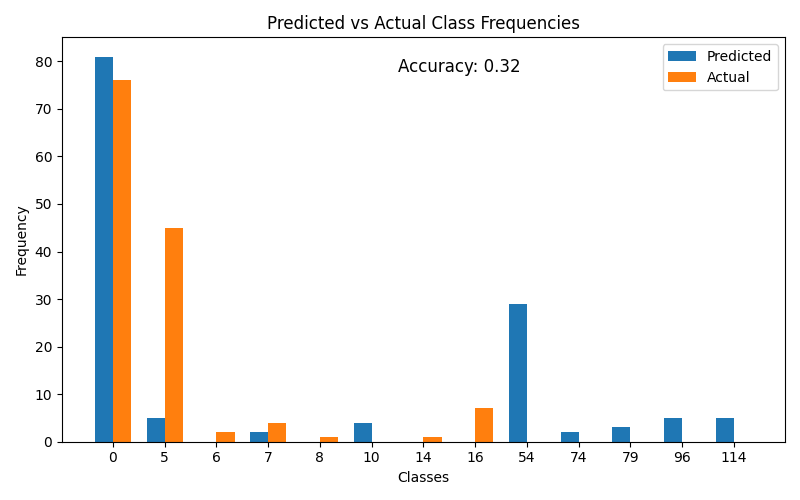 Predicted vs Actual Class Frequencies
Accuracy: 0.32
Predicted
Actual
Frequency
80
70
60
50
40
30
20
10
0
0 5 6 7 8 10 14 16 54 74 79 96 114
Classes